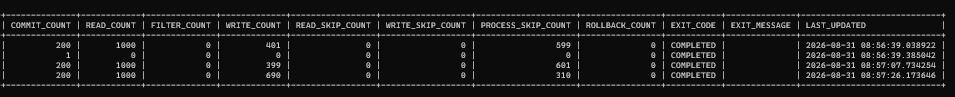 | COMMIT_COUNT | READ_COUNT | FILTER_COUNT | WRITE_COUNT | READ_SKIP_COUNT | WRITE_SKIP_COUNT | PROCESS_SKIP_COUNT | ROLLBACK_COUNT | EXIT_CODE | EXIT_MESSAGE | LAST_UPDATED |
| 200 | 1000 | 0 | 401 | 0 | 0 | 599 | 0 | COMPLETED | | 2026-08-31 08:56:39.038922 |
| 1 | 0 | 0 | 0 | 0 | 0 | 0 | 0 | COMPLETED | | 2026-08-31 08:56:39.385042 |
| 200 | 1000 | 0 | 399 | 0 | 0 | 601 | 0 | COMPLETED | | 2026-08-31 08:57:07.734254 |
| 200 | 1000 | 0 | 690 | 0 | 0 | 310 | 0 | COMPLETED | | 2026-08-31 08:57:26.173646 |